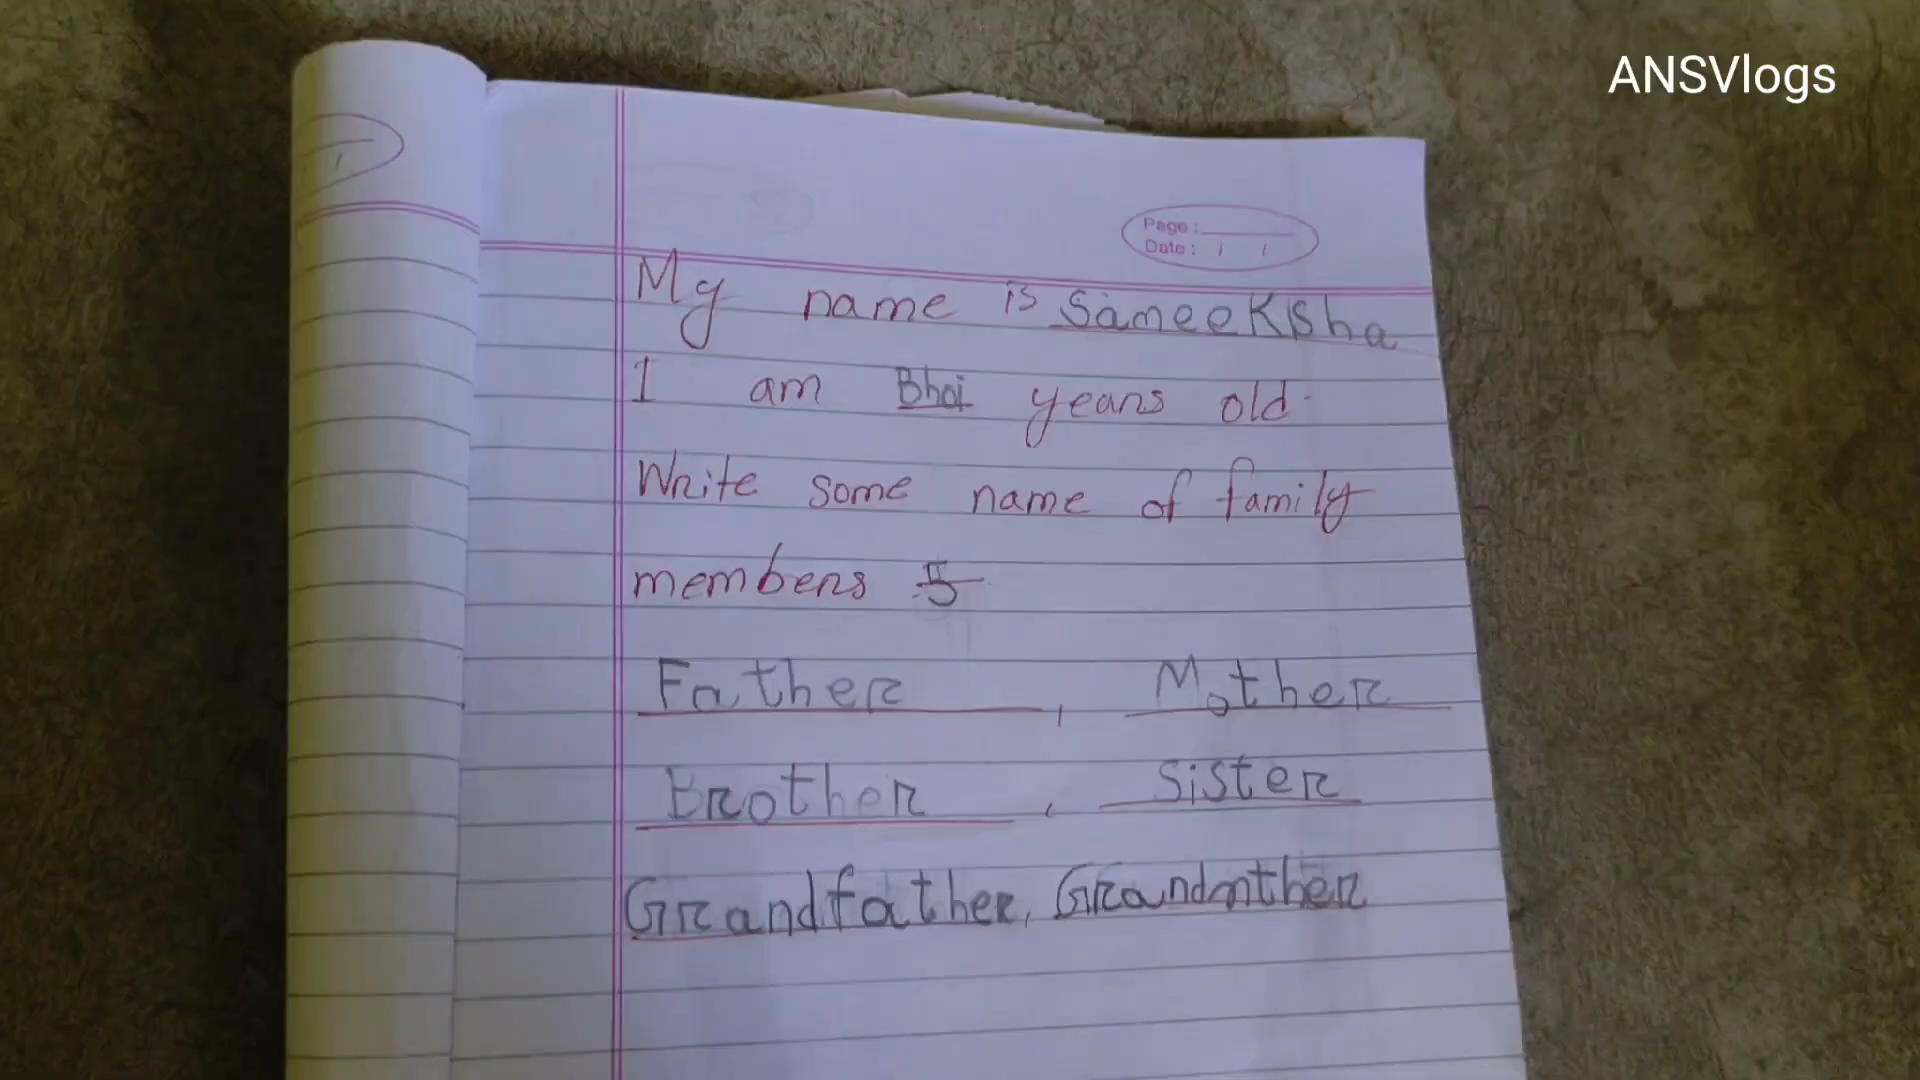 ANSVlogs
Page :
Date : / /
My name is SameeKsha
I am Bhoi years old.
Write some name of family
members 5
Father , Mother
Brother , Sister
Grandfather, Grandmther